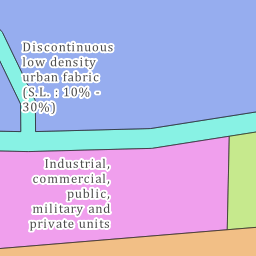 Discontinuous
low density
urban fabric
(S.L. : 10% -
30%)
Industrial,
commercial,
public,
military and
private units